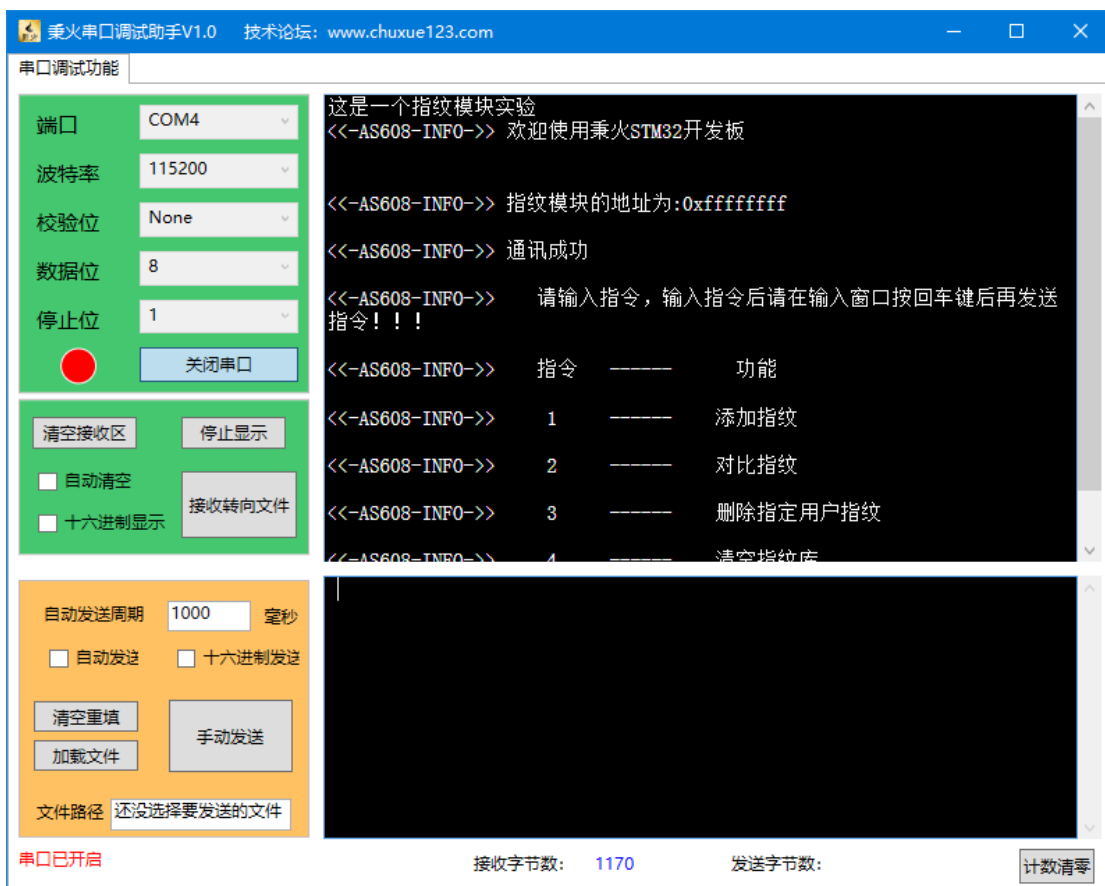 秉火串口调试助手V1.0 技术论坛：www.chuxue123.com
串口调试功能
端口 COM4
波特率 115200
校验位 None
数据位 8
停止位 1
关闭串口
清空接收区 停止显示
自动清空
接收转向文件
十六进制显示
这是一个指纹模块实验
<<-AS608-INFO->> 欢迎使用秉火STM32开发板
<<-AS608-INFO->> 指纹模块的地址为:0xffffffff
<<-AS608-INFO->> 通讯成功
<<-AS608-INFO->> 请输入指令，输入指令后请在输入窗口按回车键后再发送
指令！！！
<<-AS608-INFO->> 指令 ------ 功能
<<-AS608-INFO->> 1 ------ 添加指纹
<<-AS608-INFO->> 2 ------ 对比指纹
<<-AS608-INFO->> 3 ------ 删除指定用户指纹
<<-AS608-INFO->> 4 ------ 清空指纹库
自动发送周期 1000 毫秒
自动发送 十六进制发送
清空重填
手动发送
加载文件
文件路径 还没选择要发送的文件
串口已开启 接收字节数： 1170 发送字节数： 计数清零